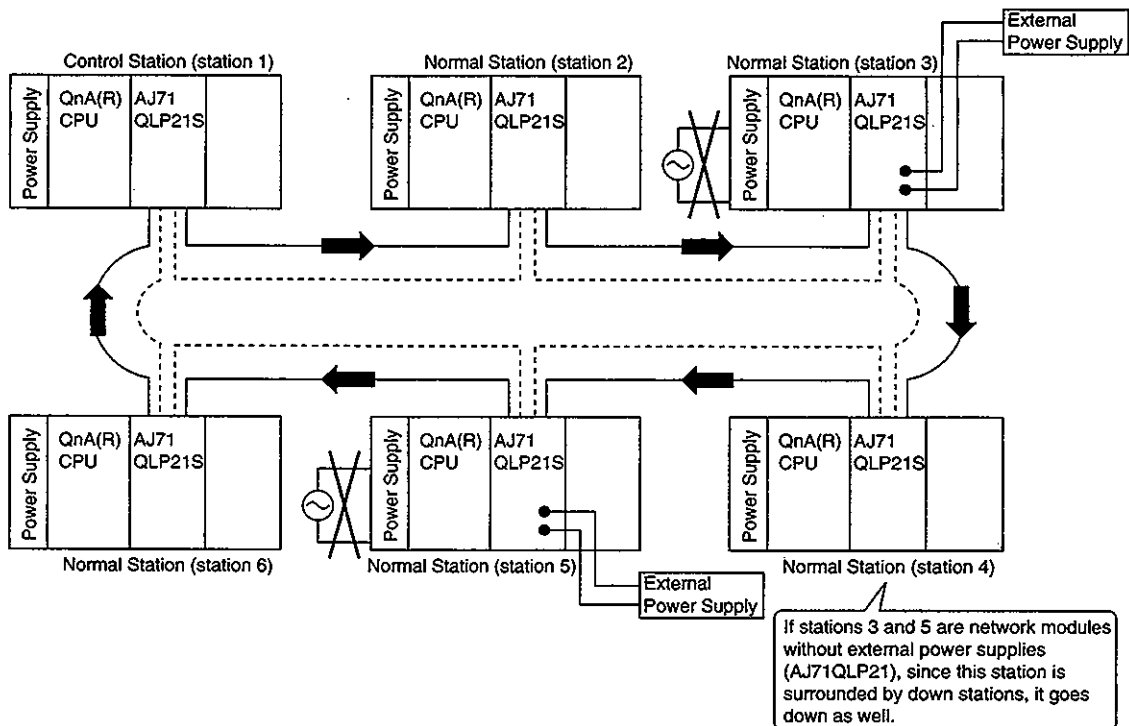 External
Power Supply
Control Station (station 1)
Normal Station (station 2)
Normal Station (station 3)
Power Supply
QnA(R)
CPU
AJ71
QLP21S
Power Supply
QnA(R)
CPU
AJ71
QLP21S
Power Supply
QnA(R)
CPU
AJ71
QLP21S
Power Supply
QnA(R)
CPU
AJ71
QLP21S
Power Supply
QnA(R)
CPU
AJ71
QLP21S
Power Supply
QnA(R)
CPU
AJ71
QLP21S
Normal Station (station 6)
Normal Station (station 5)
Normal Station (station 4)
External
Power Supply
If stations 3 and 5 are network modules
without external power supplies
(AJ71QLP21), since this station is
surrounded by down stations, it goes
down as well.